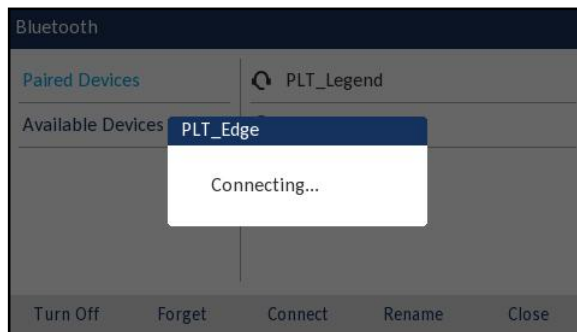 Bluetooth
Paired Devices
PLT_Legend
Available Devices
PLT_Edge
Connecting...
Turn Off Forget Connect Rename Close